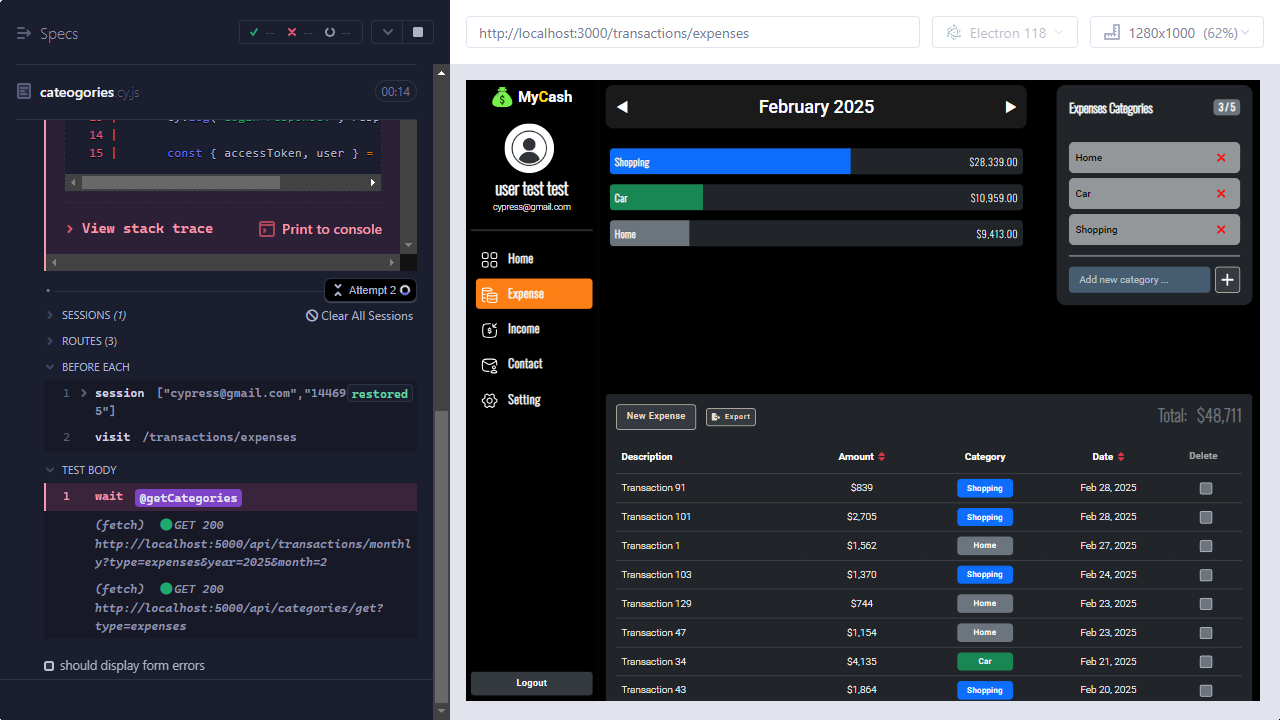 Specs
--
--
--
http://localhost:3000/transactions/expenses
Electron 118
1280x1000 (62%)
cateogories cy.js
00:14
14 |
15 | const { accessToken, user } =
View stack trace
Print to console
Attempt 2
SESSIONS (1)
Clear All Sessions
ROUTES (3)
BEFORE EACH
1 session ["cypress@gmail.com","14469
5"]
restored
2 visit /transactions/expenses
TEST BODY
1 wait @getCategories
(fetch) GET 200
http://localhost:5000/api/transactions/monthl
y?type=expenses&year=2025&month=2
(fetch) GET 200
http://localhost:5000/api/categories/get?
type=expenses
should display form errors
MyCash
user test test
cypress@gmail.com
Home
Expense
Income
Contact
Setting
Logout
February 2025
Shopping $28,339.00
Car $10,959.00
Home $9,413.00
Expenses Categories 3/5
Home
Car
Shopping
Add new category ...
New Expense
Export
Total: $48,711
Description Amount Category Date Delete
Transaction 91 $839 Shopping Feb 28, 2025
Transaction 101 $2,705 Shopping Feb 28, 2025
Transaction 1 $1,562 Home Feb 27, 2025
Transaction 103 $1,370 Shopping Feb 24, 2025
Transaction 129 $744 Home Feb 23, 2025
Transaction 47 $1,154 Home Feb 23, 2025
Transaction 34 $4,135 Car Feb 21, 2025
Transaction 43 $1,864 Shopping Feb 20, 2025